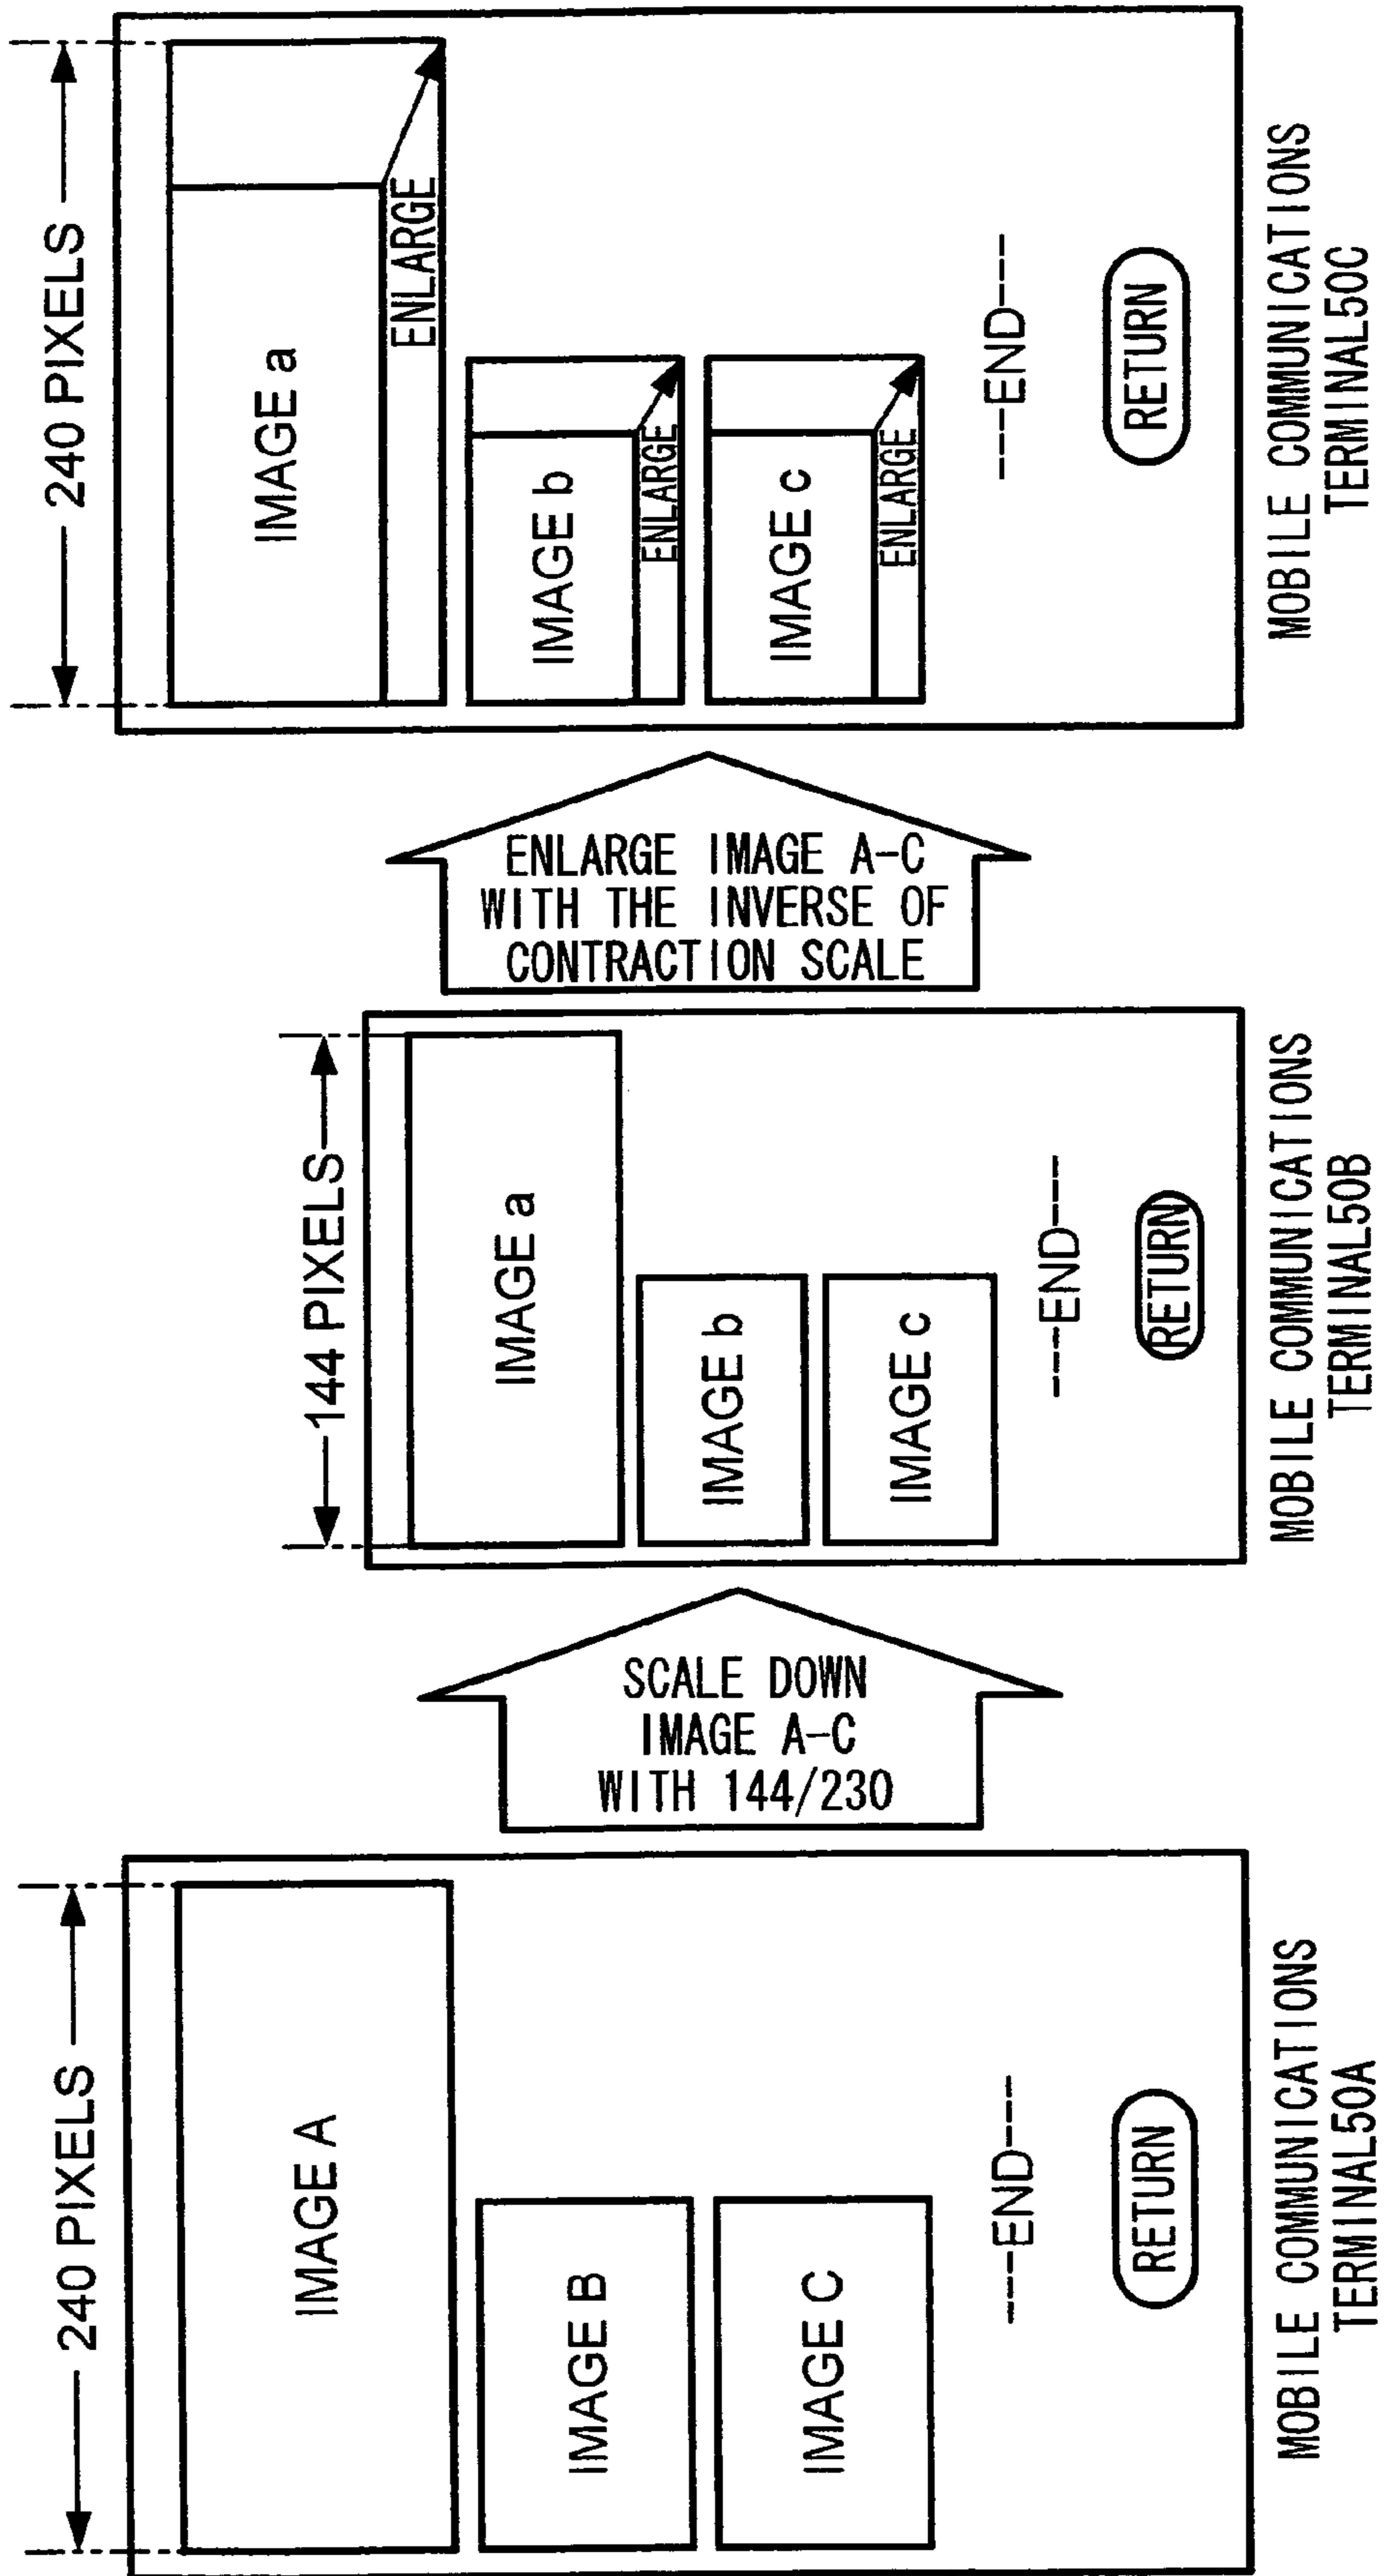 240 PIXELS
IMAGE A
IMAGE B
IMAGE C
----END----
RETURN
MOBILE COMMUNICATIONS
TERMINAL50A
SCALE DOWN
IMAGE A-C
WITH 144/230
144 PIXELS
IMAGE a
IMAGE b
IMAGE c
----END----
RETURN
MOBILE COMMUNICATIONS
TERMINAL50B
ENLARGE IMAGE A-C
WITH THE INVERSE OF
CONTRACTION SCALE
240 PIXELS
IMAGE a
ENLARGE
IMAGE b
ENLARGE
IMAGE c
ENLARGE
----END----
RETURN
MOBILE COMMUNICATIONS
TERMINAL50C